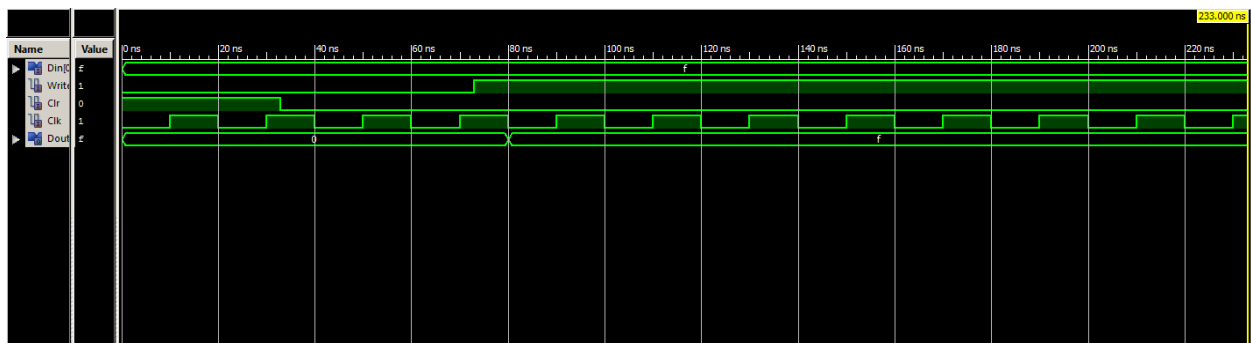 233.000 ns
Name Value 0 ns 20 ns 40 ns 60 ns 80 ns 100 ns 120 ns 140 ns 160 ns 180 ns 200 ns 220 ns
Din[0 f f
Write 1
Clr 0
Clk 1
Dout f 0 f